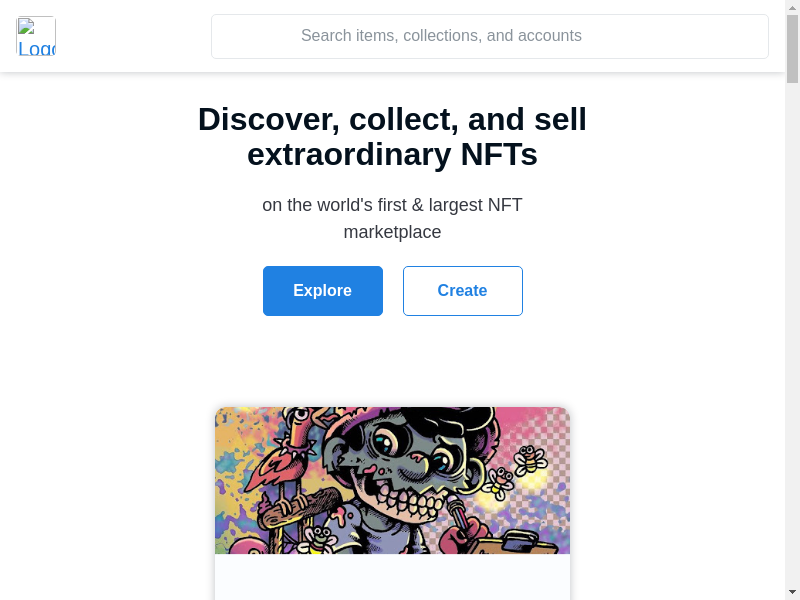 Logo
Search items, collections, and accounts
Discover, collect, and sell
extraordinary NFTs
on the world's first & largest NFT
marketplace
Explore
Create